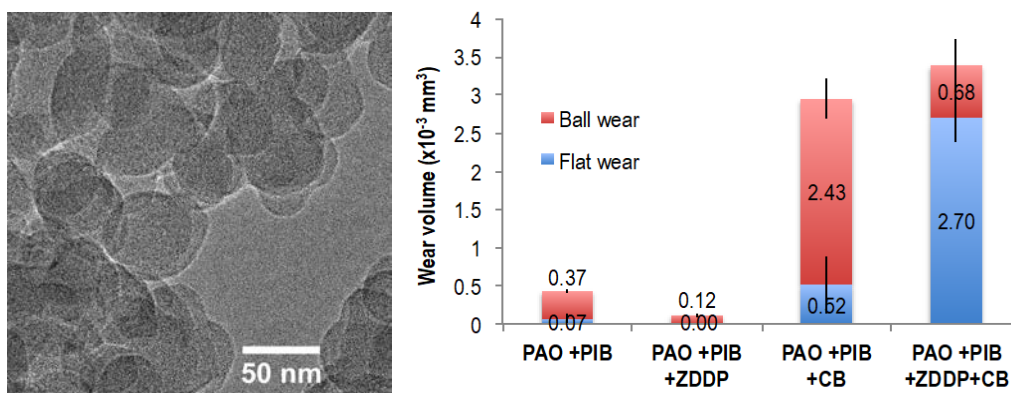 50 nm
Wear volume (x10⁻³ mm³)
4
3.5
3
2.5
2
1.5
1
0.5
0
Ball wear
Flat wear
0.37
0.07
0.12
0.00
2.43
0.52
0.68
2.70
PAO +PIB
PAO +PIB
+ZDDP
PAO +PIB
+CB
PAO +PIB
+ZDDP+CB